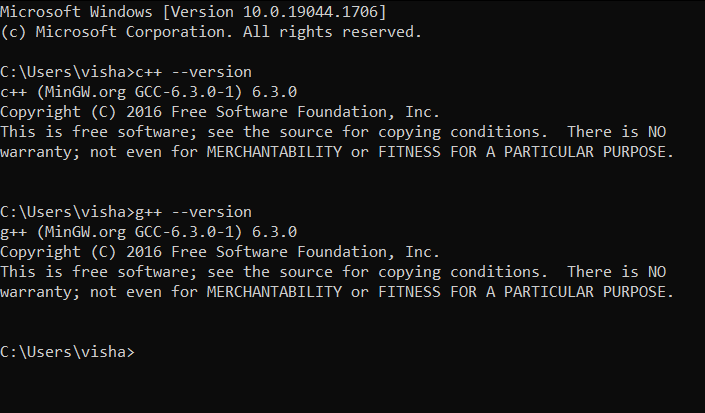 Microsoft Windows [Version 10.0.19044.1706]
(c) Microsoft Corporation. All rights reserved.
C:\Users\visha>c++ --version
c++ (MinGW.org GCC-6.3.0-1) 6.3.0
Copyright (C) 2016 Free Software Foundation, Inc.
This is free software; see the source for copying conditions.  There is NO
warranty; not even for MERCHANTABILITY or FITNESS FOR A PARTICULAR PURPOSE.
C:\Users\visha>g++ --version
g++ (MinGW.org GCC-6.3.0-1) 6.3.0
Copyright (C) 2016 Free Software Foundation, Inc.
This is free software; see the source for copying conditions.  There is NO
warranty; not even for MERCHANTABILITY or FITNESS FOR A PARTICULAR PURPOSE.
C:\Users\visha>